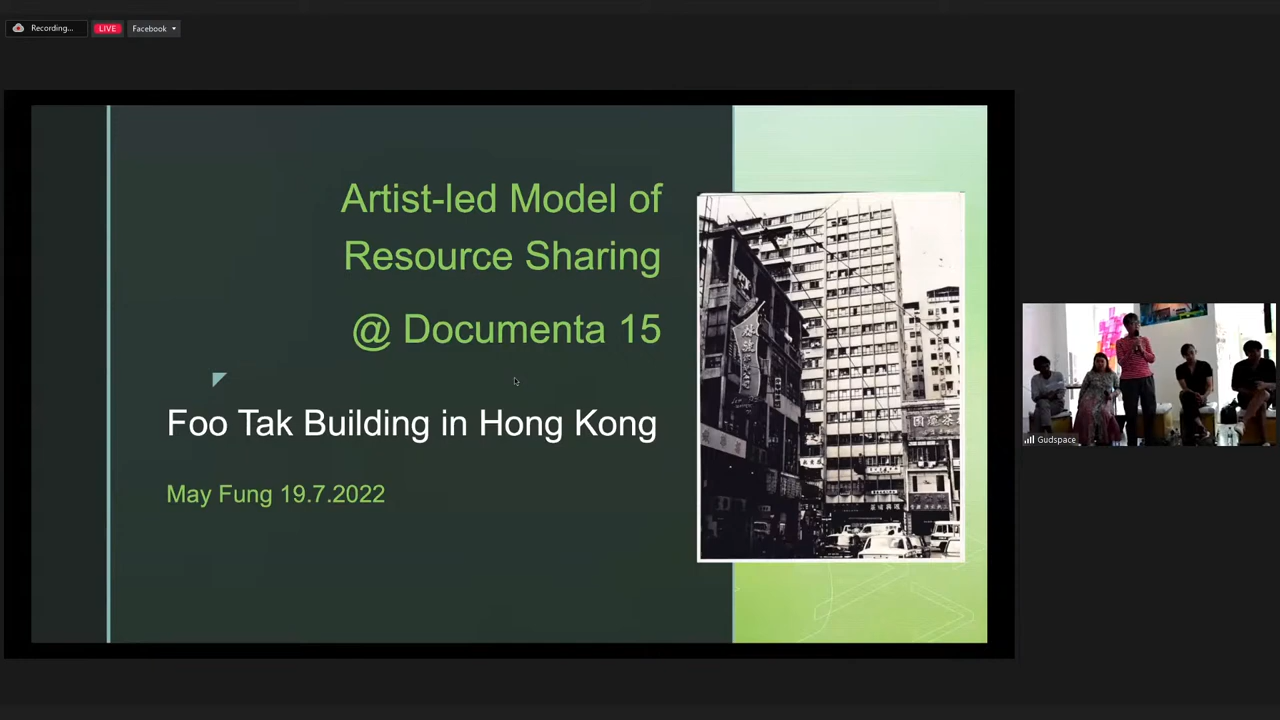 Recording...
LIVE
Facebook
Artist-led Model of
Resource Sharing
@ Documenta 15
Foo Tak Building in Hong Kong
May Fung 19.7.2022
Gudspace